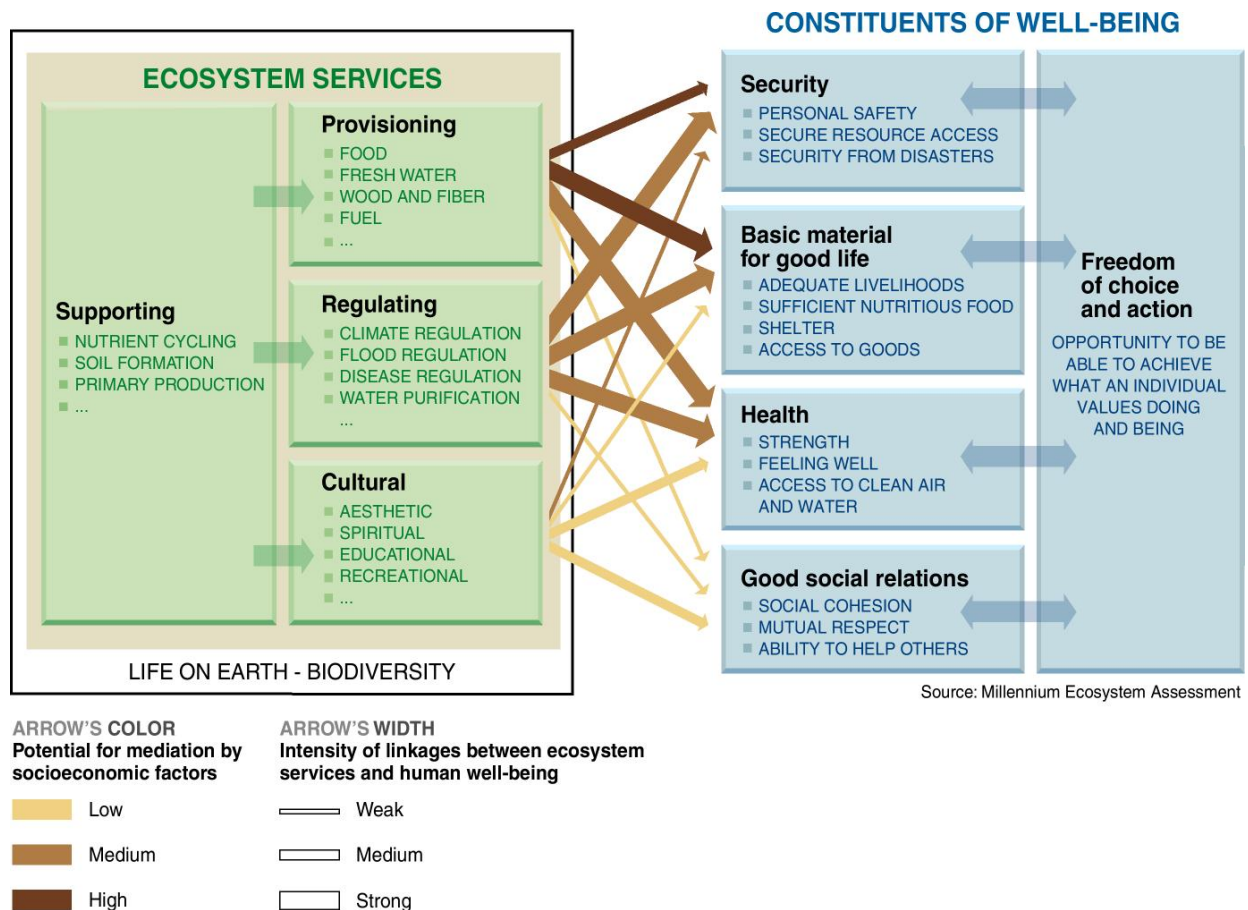 CONSTITUENTS OF WELL-BEING
ECOSYSTEM SERVICES
Supporting
NUTRIENT CYCLING
SOIL FORMATION
PRIMARY PRODUCTION
...
Provisioning
FOOD
FRESH WATER
WOOD AND FIBER
FUEL
...
Regulating
CLIMATE REGULATION
FLOOD REGULATION
DISEASE REGULATION
WATER PURIFICATION
...
Cultural
AESTHETIC
SPIRITUAL
EDUCATIONAL
RECREATIONAL
...
LIFE ON EARTH - BIODIVERSITY
Security
PERSONAL SAFETY
SECURE RESOURCE ACCESS
SECURITY FROM DISASTERS
Basic material
for good life
ADEQUATE LIVELIHOODS
SUFFICIENT NUTRITIOUS FOOD
SHELTER
ACCESS TO GOODS
Health
STRENGTH
FEELING WELL
ACCESS TO CLEAN AIR
AND WATER
Good social relations
SOCIAL COHESION
MUTUAL RESPECT
ABILITY TO HELP OTHERS
Freedom
of choice
and action
OPPORTUNITY TO BE
ABLE TO ACHIEVE
WHAT AN INDIVIDUAL
VALUES DOING
AND BEING
Source: Millennium Ecosystem Assessment
ARROW'S COLOR
Potential for mediation by
socioeconomic factors
Low
Medium
High
ARROW'S WIDTH
Intensity of linkages between ecosystem
services and human well-being
Weak
Medium
Strong